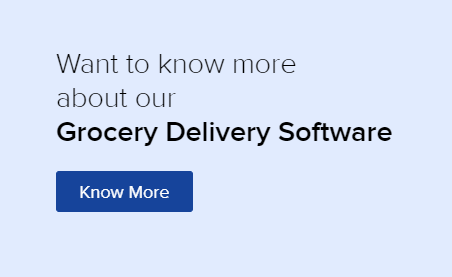 Want to know more
about our
Grocery Delivery Software
Know More